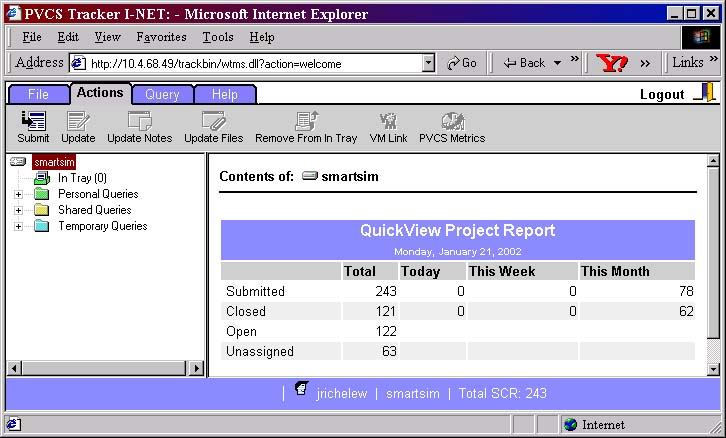 PVCS Tracker I-NET: - Microsoft Internet Explorer
File Edit View Favorites Tools Help
Address http://10.4.68.49/trackbin/wtms.dll?action=welcome Go Back » Y! » Links »
File Actions Query Help Logout
Submit Update Update Notes Update Files Remove From In Tray VM Link PVCS Metrics
smartsim
In Tray (0)
Personal Queries
Shared Queries
Temporary Queries
Contents of: smartsim
QuickView Project Report
Monday, January 21, 2002
Total Today This Week This Month
Submitted 243 0 0 78
Closed 121 0 0 62
Open 122
Unassigned 63
| jrichelew | smartsim | Total SCR: 243
Internet